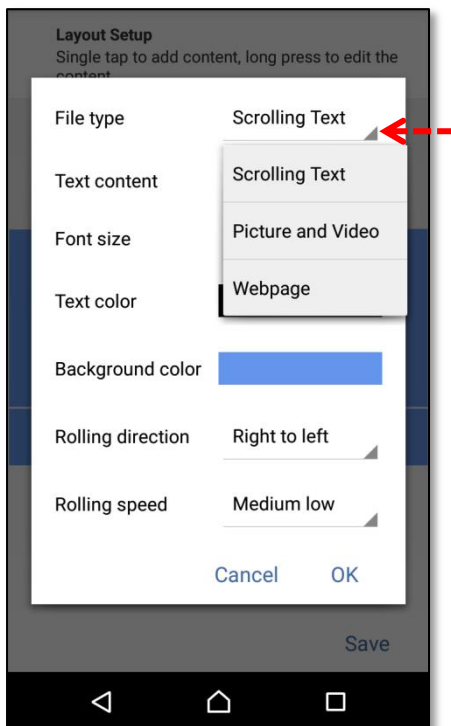 Layout Setup
Single tap to add content, long press to edit the
content
File type Scrolling Text
Scrolling Text
Text content
Picture and Video
Font size
Webpage
Text color
Background color
Rolling direction Right to left
Rolling speed Medium low
Cancel OK
Save